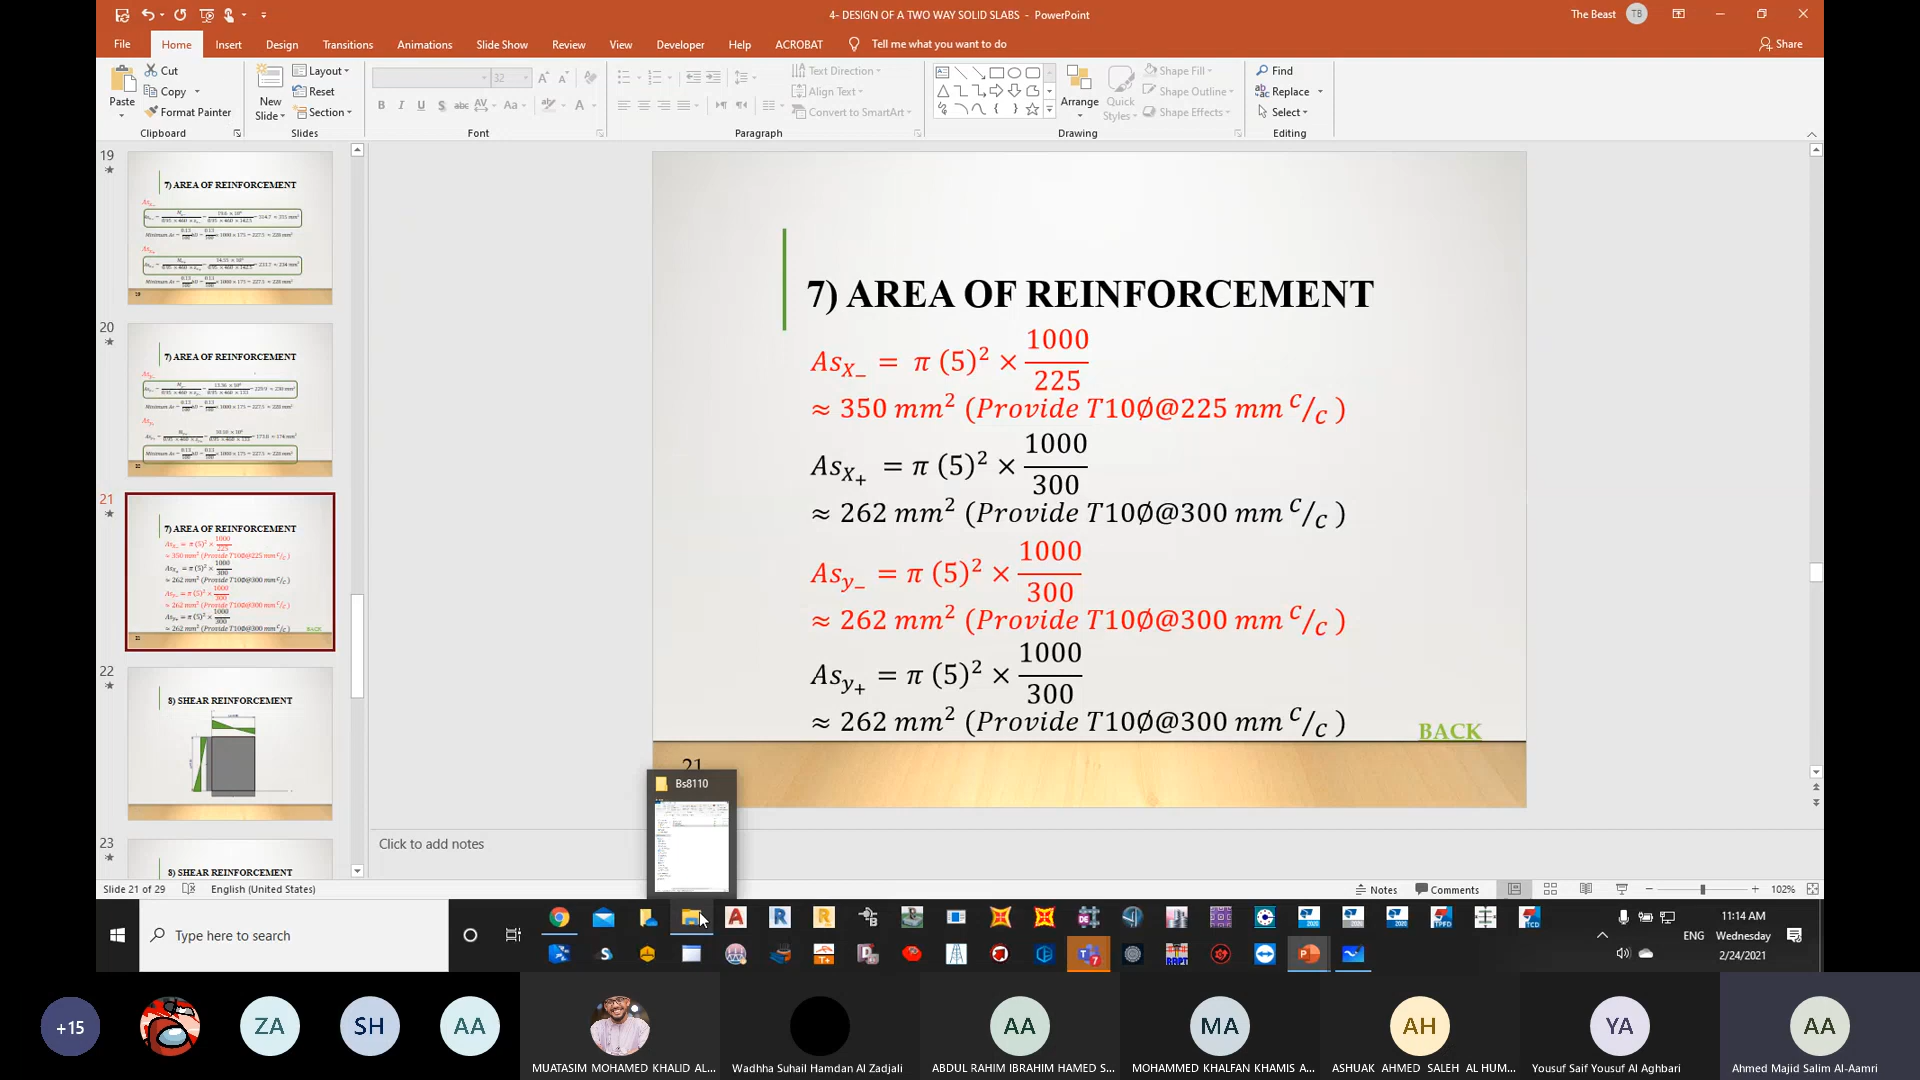 4- DESIGN OF A TWO WAY SOLID SLABS - PowerPoint
The Beast TB
File Home Insert Design Transitions Animations Slide Show Review View Developer Help ACROBAT Tell me what you want to do Share
Paste
Cut
Copy
Format Painter
Clipboard
New Slide
Layout
Reset
Section
Slides
32
Font
Text Direction
Align Text
Convert to SmartArt
Paragraph
Arrange
Quick Styles
Shape Fill
Shape Outline
Shape Effects
Drawing
Find
Replace
Select
Editing
19
7) AREA OF REINFORCEMENT
20
7) AREA OF REINFORCEMENT
21
7) AREA OF REINFORCEMENT
22
8) SHEAR REINFORCEMENT
23
8) SHEAR REINFORCEMENT
7) AREA OF REINFORCEMENT
As_X_- = π (5)² × 1000/225
≈ 350 mm² (Provide T10∅@225 mm c/c )
As_X_+ = π (5)² × 1000/300
≈ 262 mm² (Provide T10∅@300 mm c/c )
As_y_- = π (5)² × 1000/300
≈ 262 mm² (Provide T10∅@300 mm c/c )
As_y_+ = π (5)² × 1000/300
≈ 262 mm² (Provide T10∅@300 mm c/c )
BACK
21
Bs8110
Click to add notes
Slide 21 of 29 English (United States) Notes Comments 102%
Type here to search
ENG
11:14 AM
Wednesday
2/24/2021
+15
ZA
SH
AA
MUATASIM MOHAMED KHALID AL...
Wadhha Suhail Hamdan Al Zadjali
AA
ABDUL RAHIM IBRAHIM HAMED S...
MA
MOHAMMED KHALFAN KHAMIS A...
AH
ASHUAK AHMED SALEH AL HUM...
YA
Yousuf Saif Yousuf Al Aghbari
AA
Ahmed Majid Salim Al-Aamri